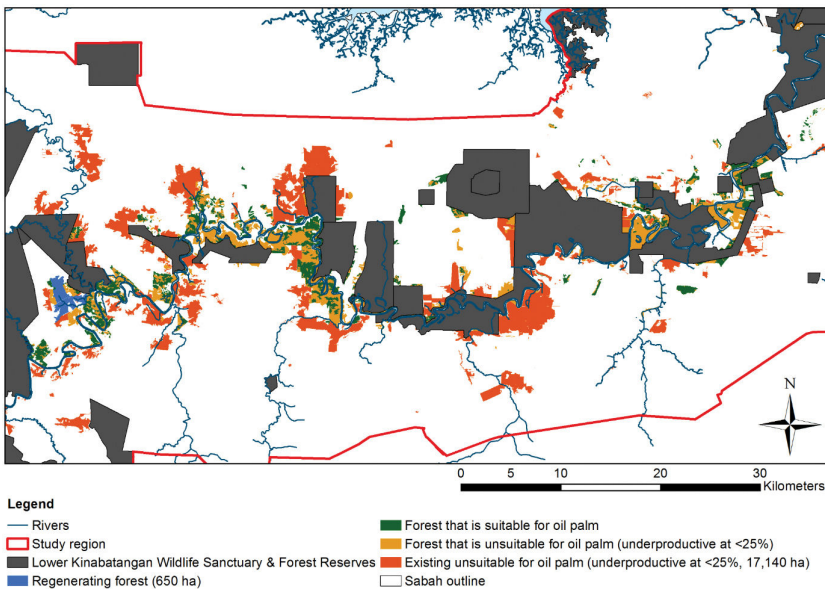 N
0 5 10 20 30
Kilometers
Legend
Rivers
Study region
Lower Kinabatangan Wildlife Sanctuary & Forest Reserves
Regenerating forest (650 ha)
Forest that is suitable for oil palm
Forest that is unsuitable for oil palm (underproductive at <25%)
Existing unsuitable for oil palm (underproductive at <25%, 17,140 ha)
Sabah outline